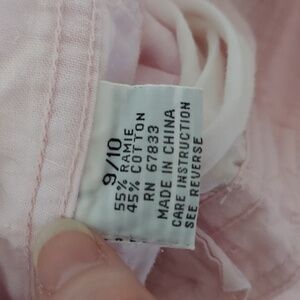 9/10
55% RAMIE
45% COTTON
RN 67833
MADE IN CHINA
CARE INSTRUCTION
SEE REVERSE